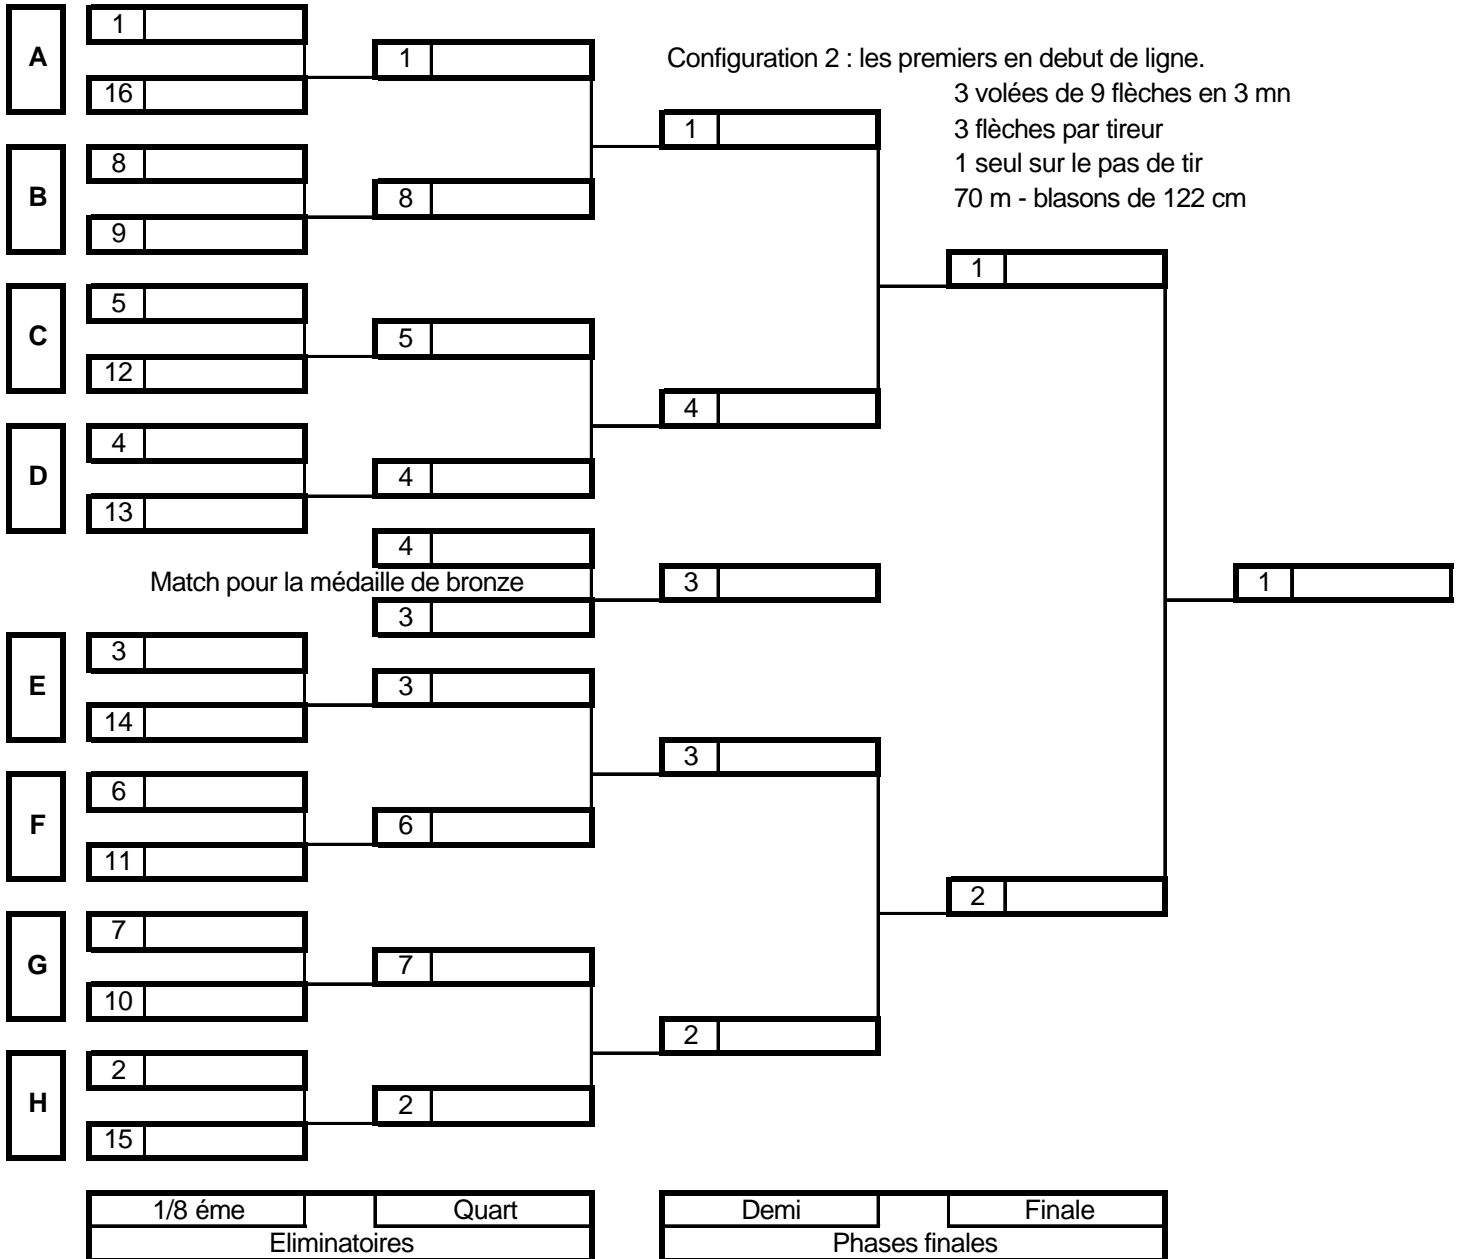 1
A
1
Configuration 2 : les premiers en debut de ligne.
16
3 volées de 9 flèches en 3 mn
1
3 flèches par tireur
8
1 seul sur le pas de tir
B
8
70 m - blasons de 122 cm
9
1
5
C
5
12
4
4
D
4
13
4
Match pour la médaille de bronze
3
1
3
3
E
3
14
3
6
F
6
11
2
7
G
7
10
2
2
H
2
15
1/8 éme Quart Demi Finale
Eliminatoires Phases finales